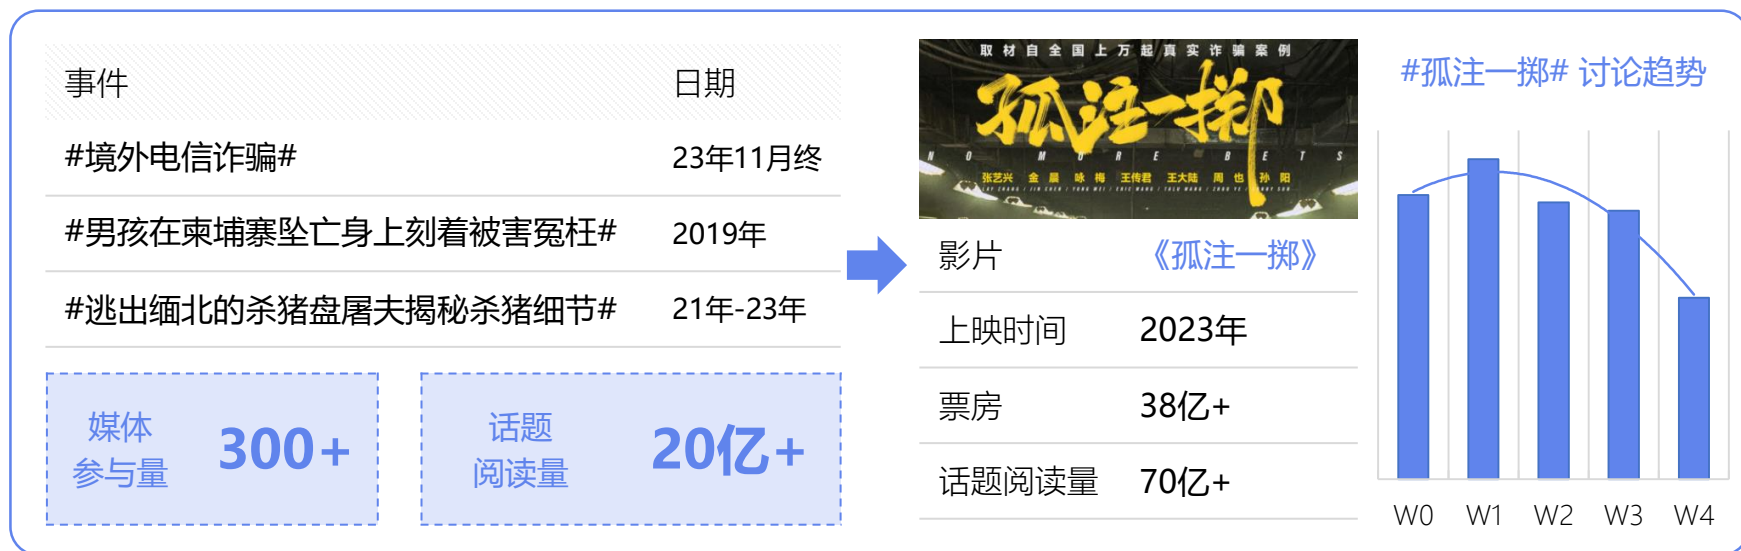 事件 日期
#境外电信诈骗# 23年11月终
#男孩在柬埔寨坠亡身上刻着被害冤枉# 2019年
#逃出缅北的杀猪盘屠夫揭秘杀猪细节# 21年-23年
媒体
参与量
300+
话题
阅读量
20亿+
取材自全国上万起真实诈骗案例
孤注一掷
NO MORE BETS
张艺兴 金晨 咏梅 王传君 王大陆 周也 孙阳
影片 《孤注一掷》
上映时间 2023年
票房 38亿+
话题阅读量 70亿+
#孤注一掷# 讨论趋势
W0 W1 W2 W3 W4